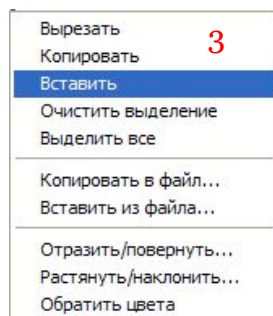 Вырезать
3
Копировать
Вставить
Очистить выделение
Выделить все
Копировать в файл...
Вставить из файла...
Отразить/повернуть...
Растянуть/наклонить...
Обратить цвета